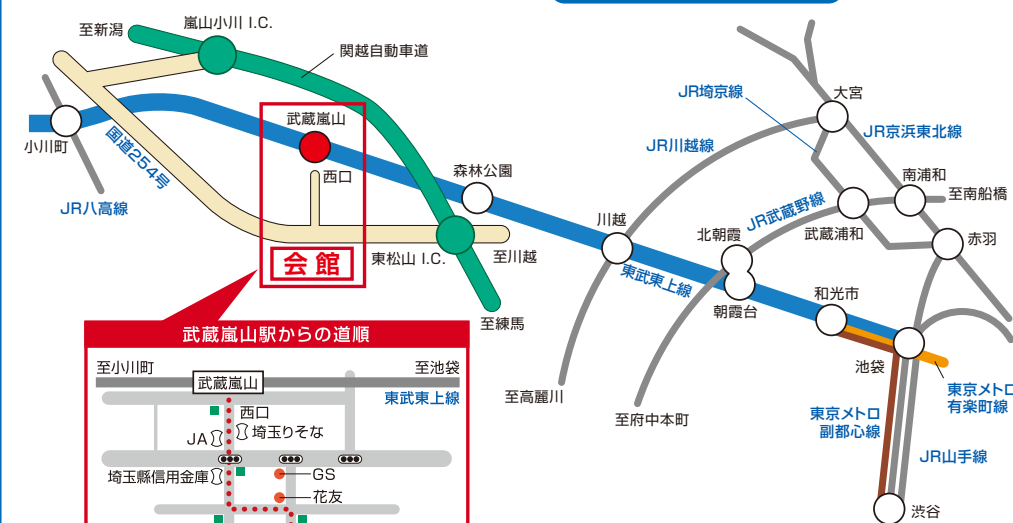 嵐山小川 I.C.
至新潟
関越自動車道
大宮
JR埼京線
JR京浜東北線
武蔵嵐山
小川町
国道254号
JR川越線
森林公園
西口
南浦和
至南船橋
JR八高線
JR武蔵野線
川越
北朝霞
武蔵浦和
赤羽
会館
東松山 I.C.
至川越
東武東上線
和光市
朝霞台
至練馬
武蔵嵐山駅からの道順
至小川町
至池袋
武蔵嵐山
東武東上線
池袋
至高麗川
至府中本町
東京メトロ
有楽町線
東京メトロ
副都心線
JR山手線
西口
JA
埼玉りそな
埼玉縣信用金庫
GS
花友
渋谷